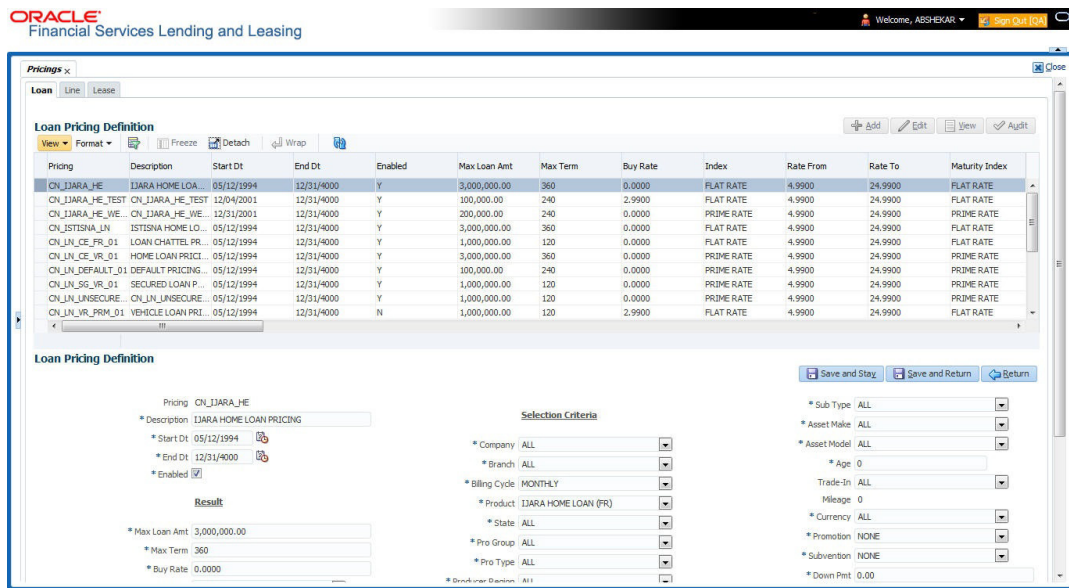 ORACLE
Financial Services Lending and Leasing
Welcome, ABSHEKAR
Sign Out [QA]
Pricings
Close
Loan Line Lease
Loan Pricing Definition
Add Edit View Audit
View Format Freeze Detach Wrap
Pricing Description Start Dt End Dt Enabled Max Loan Amt Max Term Buy Rate Index Rate From Rate To Maturity Index
CN_IJARA_HE IJARA HOME LOA... 05/12/1994 12/31/4000 Y 3,000,000.00 360 0.0000 FLAT RATE 4.9900 24.9900 FLAT RATE
CN_IJARA_HE_TEST CN_IJARA_HE_TEST 12/04/2001 12/31/4000 Y 100,000.00 240 2.9900 FLAT RATE 4.9900 24.9900 FLAT RATE
CN_IJARA_HE_WE... CN_IJARA_HE_WE... 12/31/2001 12/31/4000 Y 200,000.00 240 0.0000 PRIME RATE 4.9900 24.9900 PRIME RATE
CN_ISTISNA_LN ISTISNA HOME LO... 05/12/1994 12/31/4000 Y 3,000,000.00 360 0.0000 FLAT RATE 4.9900 24.9900 FLAT RATE
CN_LN_CE_FR_01 LOAN CHATTEL PR... 05/12/1994 12/31/4000 Y 1,000,000.00 120 0.0000 FLAT RATE 4.9900 24.9900 FLAT RATE
CN_LN_CE_VR_01 HOME LOAN PRICI... 05/12/1994 12/31/4000 Y 3,000,000.00 360 0.0000 PRIME RATE 4.9900 24.9900 PRIME RATE
CN_LN_DEFAULT_01 DEFAULT PRICING... 05/12/1994 12/31/4000 Y 100,000.00 240 0.0000 PRIME RATE 4.9900 24.9900 PRIME RATE
CN_LN_SG_VR_01 SECURED LOAN P... 05/12/1994 12/31/4000 Y 1,000,000.00 120 0.0000 PRIME RATE 4.9900 24.9900 PRIME RATE
CN_LN_UNSECURE... CN_LN_UNSECURE... 05/12/1994 12/31/4000 Y 1,000,000.00 120 0.0000 PRIME RATE 4.9900 24.9900 PRIME RATE
CN_LN_VR_PRM_01 VEHICLE LOAN PRI... 05/12/1994 12/31/4000 N 1,000,000.00 120 2.9900 FLAT RATE 4.9900 24.9900 FLAT RATE
Loan Pricing Definition
Save and Stay Save and Return Return
Pricing CN_IJARA_HE
* Description IJARA HOME LOAN PRICING
* Start Dt 05/12/1994
* End Dt 12/31/4000
* Enabled
Result
* Max Loan Amt 3,000,000.00
* Max Term 360
* Buy Rate 0.0000
Selection Criteria
* Company ALL
* Branch ALL
* Billing Cycle MONTHLY
* Product IJARA HOME LOAN (FR)
* State ALL
* Pro Group ALL
* Pro Type ALL
* Producer Region ALL
* Sub Type ALL
* Asset Make ALL
* Asset Model ALL
* Age 0
Trade-In ALL
Mileage 0
* Currency ALL
* Promotion NONE
* Subvention NONE
* Down Pmt 0.00